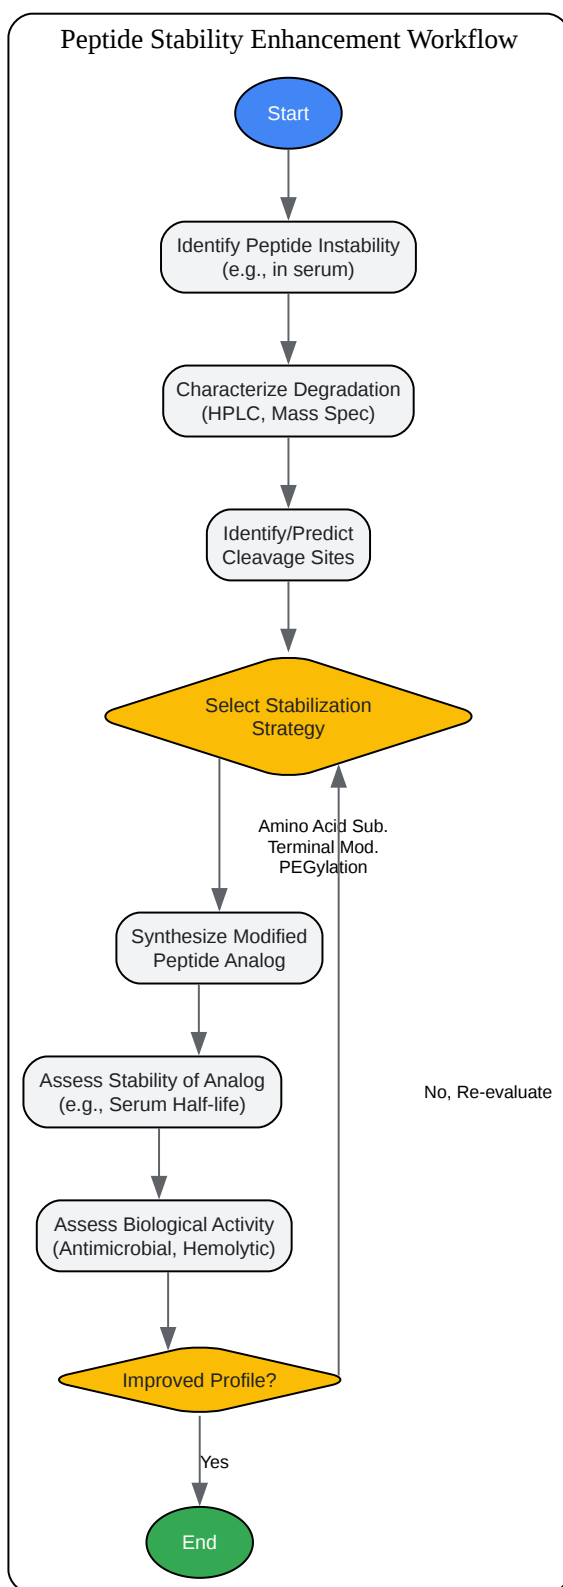 Peptide Stability Enhancement Workflow
Start
Identify Peptide Instability
(e.g., in serum)
Characterize Degradation
(HPLC, Mass Spec)
Identify/Predict
Cleavage Sites
Select Stabilization
Strategy
Amino Acid Sub.
Terminal Mod.
PEGylation
Synthesize Modified
Peptide Analog
Assess Stability of Analog
(e.g., Serum Half-life)
No, Re-evaluate
Assess Biological Activity
(Antimicrobial, Hemolytic)
Improved Profile?
Yes
End